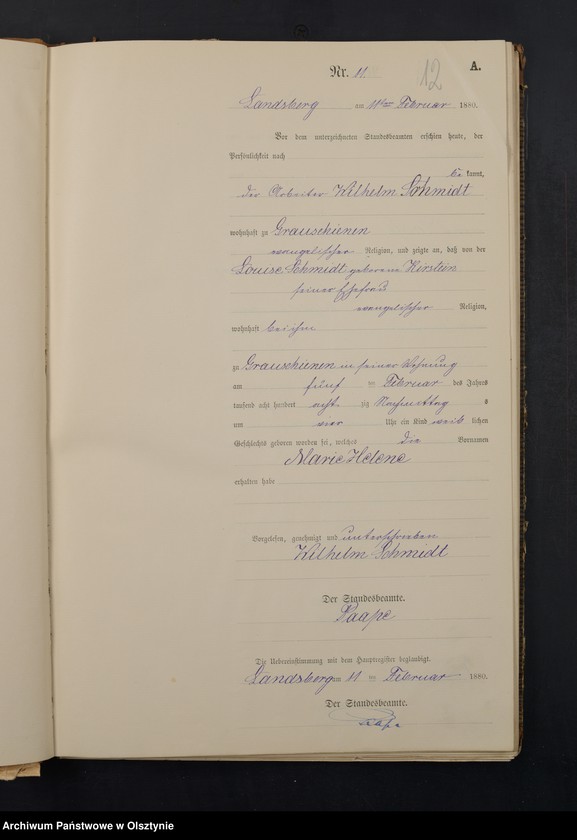 12
Nr. 11 A.
Landsberg am 11ten Februar 1880.
Vor dem unterzeichneten Standesbeamten erschien heute, der
Persönlichkeit nach
be kannt,
der Arbeiter Wilhelm Schmidt
wohnhaft zu Grauschienen
evangelischer Religion, und zeigte an, daß von der
Louise Schmidt geborene Kirstein
seiner Ehefrau
evangelischer Religion,
wohnhaft bei ihm
zu Grauschienen in seiner Wohnung
am fünf ten Februar des Jahres
tausend acht hundert acht zig Nachmittag s
um vier Uhr ein Kind weib lichen
Geschlechts geboren worden sei, welches die Vornamen
Marie Helene
erhalten habe
Vorgelesen, genehmigt und unterschrieben
Wilhelm Schmidt
Der Standesbeamte.
Paape
Die Uebereinstimmung mit dem Hauptregister beglaubigt.
Landsberg am 11 ten Februar 1880.
Der Standesbeamte.
Paape
Archiwum Państwowe w Olsztynie